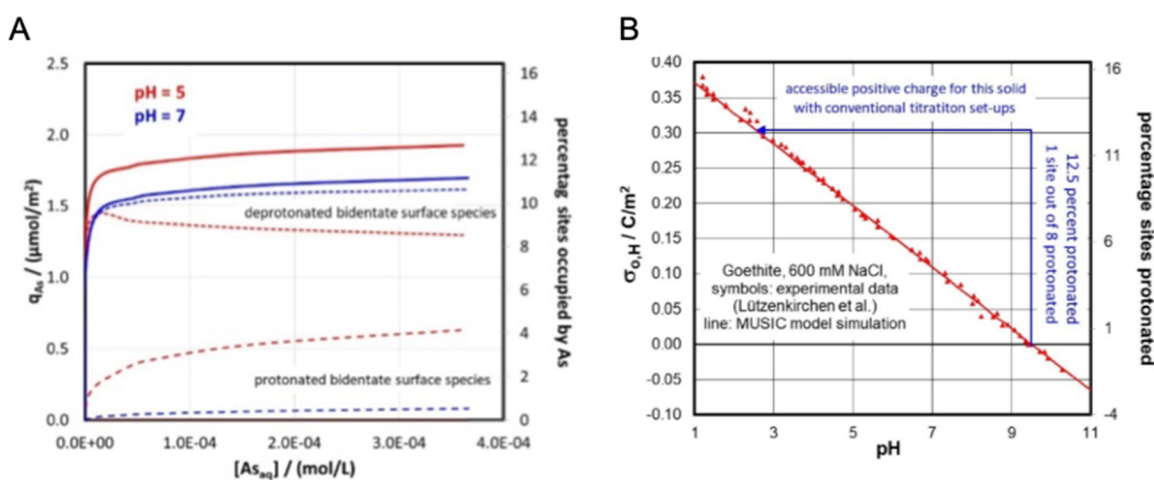 A
2.5
2.0
1.5
1.0
0.5
0.0
q_As / (μmol/m²)
pH = 5
pH = 7
deprotonated bidentate surface species
protonated bidentate surface species
16
14
12
10
8
6
4
2
0
percentag sites occupied by As
0.0E+00 1.0E-04 2.0E-04 3.0E-04 4.0E-04
[As_aq] / (mol/L)
B
0,40
0.35
0.30
0.25
0.20
0.15
0.10
0.05
0.00
-0.05
-0.10
σ_o,H / C/m²
accessible positive charge for this solid
with conventional titratiton set-ups
12.5 percent protonated
1 site out of 8 protonated
Goethite, 600 mM NaCl,
symbols: experimental data
(Lützenkirchen et al.)
line: MUSIC model simulation
16
11
6
1
-4
percentage sites protonated
1 3 5 7 9 11
pH